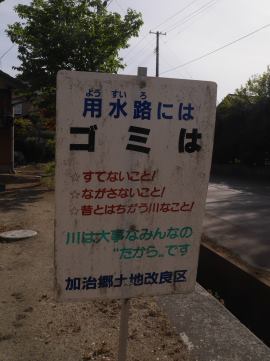 ようすいろ
用水路には
ゴミは
☆すてないこと!
☆ながさないこと!
☆昔とはちがう川なこと!
川は大事なみんなの
"たから"です
加治郷土地改良区